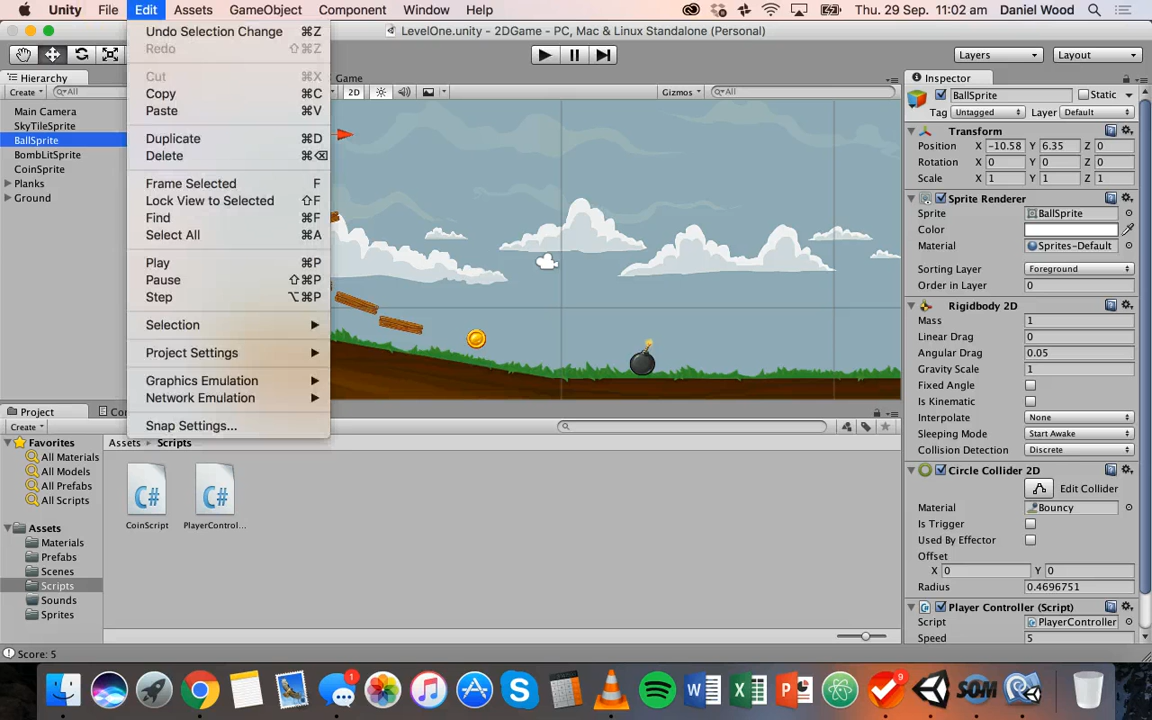 Unity File Edit Assets GameObject Component Window Help Thu. 29 Sep. 11:02 am Daniel Wood
LevelOne.unity - 2DGame - PC, Mac & Linux Standalone (Personal)
Layers Layout
Hierarchy
Create All
Main Camera
SkyTileSprite
BallSprite
BombLitSprite
CoinSprite
Planks
Ground
Undo Selection Change ⌘Z
Redo ⇧⌘Z
Cut ⌘X
Copy ⌘C
Paste ⌘V
Duplicate ⌘D
Delete ⌘⌫
Frame Selected F
Lock View to Selected ⇧F
Find ⌘F
Select All ⌘A
Play ⌘P
Pause ⇧⌘P
Step ⌥⌘P
Selection
Project Settings
Graphics Emulation
Network Emulation
Snap Settings...
Game
2D Gizmos All
Inspector
BallSprite Static
Tag Untagged Layer Default
Transform
Position X -10.58 Y 6.35 Z 0
Rotation X 0 Y 0 Z 0
Scale X 1 Y 1 Z 1
Sprite Renderer
Sprite BallSprite
Color
Material Sprites-Default
Sorting Layer Foreground
Order in Layer 0
Rigidbody 2D
Mass 1
Linear Drag 0
Angular Drag 0.05
Gravity Scale 1
Fixed Angle
Is Kinematic
Interpolate None
Sleeping Mode Start Awake
Collision Detection Discrete
Circle Collider 2D
Edit Collider
Material Bouncy
Is Trigger
Used By Effector
Offset
X 0 Y 0
Radius 0.4696751
Player Controller (Script)
Script PlayerController
Speed 5
Project Co
Create
Favorites
All Materials
All Models
All Prefabs
All Scripts
Assets
Materials
Prefabs
Scenes
Scripts
Sounds
Sprites
Assets Scripts
C# C#
CoinScript PlayerControl...
Score: 5
1 9
W X P SOM